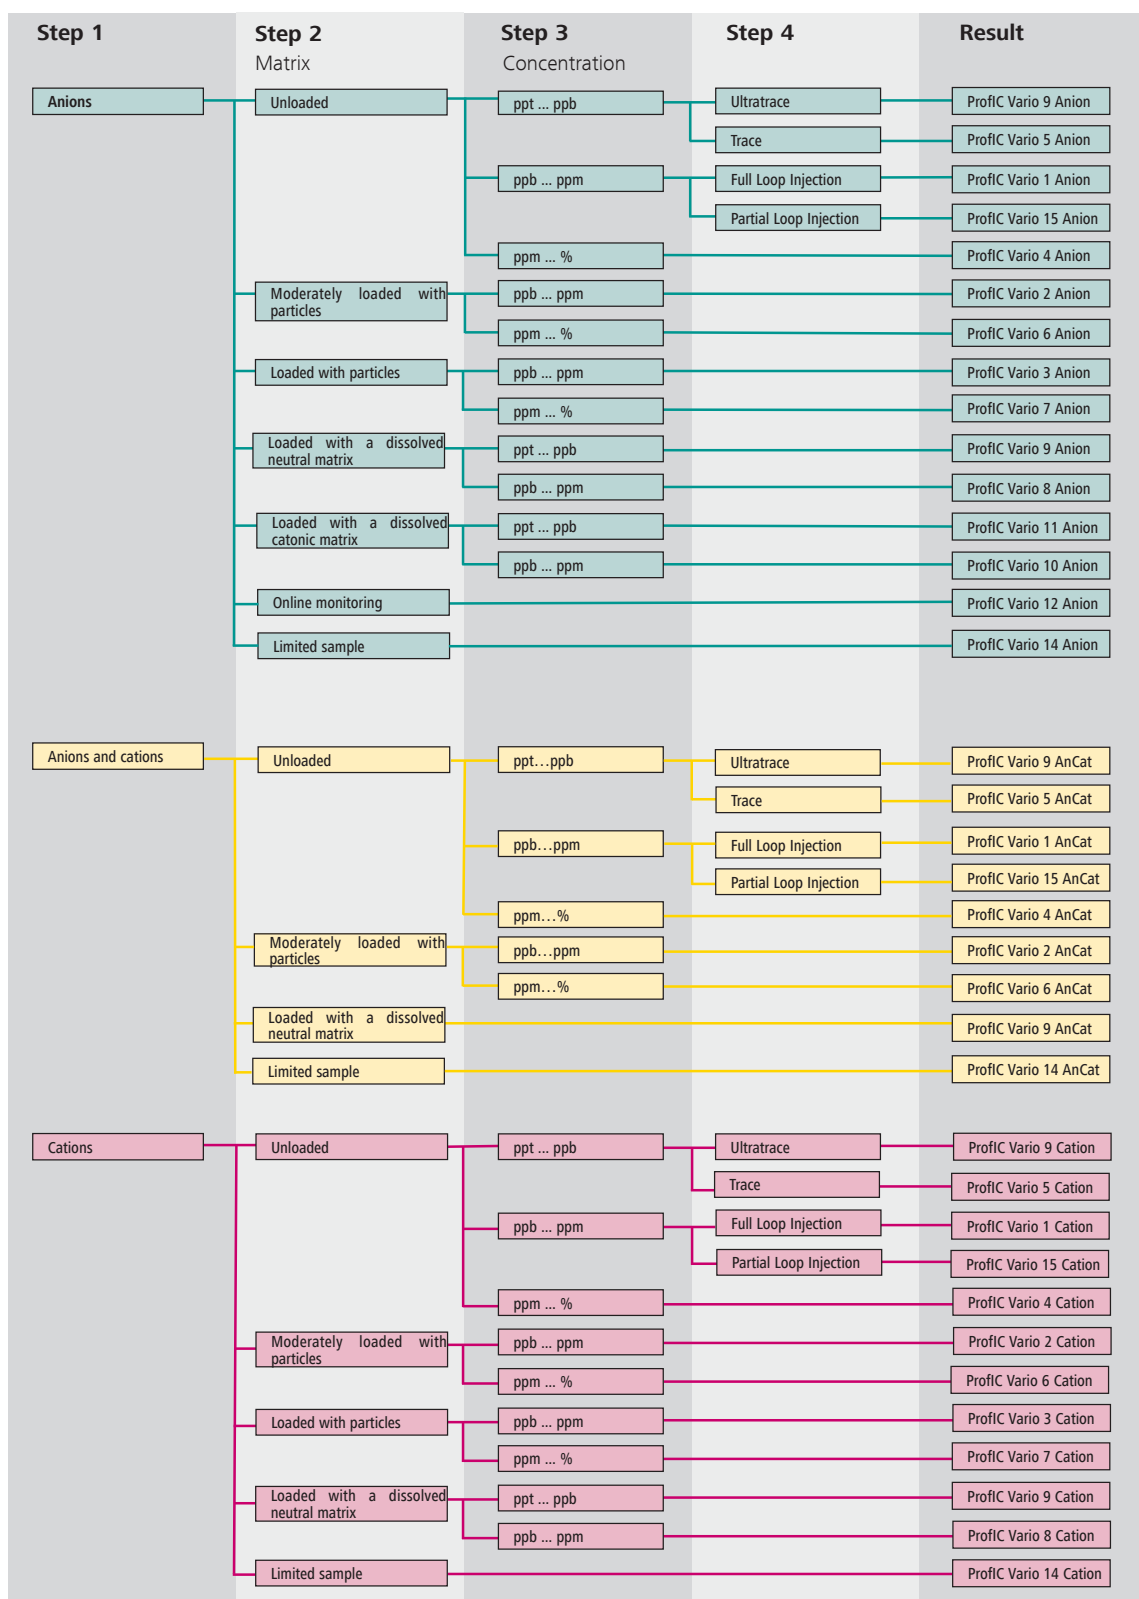 Step 1
Step 2
Step 3
Step 4
Result
Matrix
Concentration
Anions
Unloaded
ppt ... ppb
Ultratrace
ProfIC Vario 9 Anion
Trace
ProfIC Vario 5 Anion
ppb ... ppm
Full Loop Injection
ProfIC Vario 1 Anion
Partial Loop Injection
ProfIC Vario 15 Anion
ppm ... %
ProfIC Vario 4 Anion
Moderately loaded with
particles
ppb ... ppm
ProfIC Vario 2 Anion
ppm ... %
ProfIC Vario 6 Anion
Loaded with particles
ppb ... ppm
ProfIC Vario 3 Anion
ppm ... %
ProfIC Vario 7 Anion
Loaded with a dissolved
neutral matrix
ppt ... ppb
ProfIC Vario 9 Anion
ppb ... ppm
ProfIC Vario 8 Anion
Loaded with a dissolved
catonic matrix
ppt ... ppb
ProfIC Vario 11 Anion
ppb ... ppm
ProfIC Vario 10 Anion
Online monitoring
ProfIC Vario 12 Anion
Limited sample
ProfIC Vario 14 Anion
Anions and cations
Unloaded
ppt...ppb
Ultratrace
ProfIC Vario 9 AnCat
Trace
ProfIC Vario 5 AnCat
ppb...ppm
Full Loop Injection
ProfIC Vario 1 AnCat
Partial Loop Injection
ProfIC Vario 15 AnCat
ppm...%
ProfIC Vario 4 AnCat
Moderately loaded with
particles
ppb...ppm
ProfIC Vario 2 AnCat
ppm...%
ProfIC Vario 6 AnCat
Loaded with a dissolved
neutral matrix
ProfIC Vario 9 AnCat
Limited sample
ProfIC Vario 14 AnCat
Cations
Unloaded
ppt ... ppb
Ultratrace
ProfIC Vario 9 Cation
Trace
ProfIC Vario 5 Cation
ppb ... ppm
Full Loop Injection
ProfIC Vario 1 Cation
Partial Loop Injection
ProfIC Vario 15 Cation
ppm ... %
ProfIC Vario 4 Cation
Moderately loaded with
particles
ppb ... ppm
ProfIC Vario 2 Cation
ppm ... %
ProfIC Vario 6 Cation
Loaded with particles
ppb ... ppm
ProfIC Vario 3 Cation
ppm ... %
ProfIC Vario 7 Cation
Loaded with a dissolved
neutral matrix
ppt ... ppb
ProfIC Vario 9 Cation
ppb ... ppm
ProfIC Vario 8 Cation
Limited sample
ProfIC Vario 14 Cation